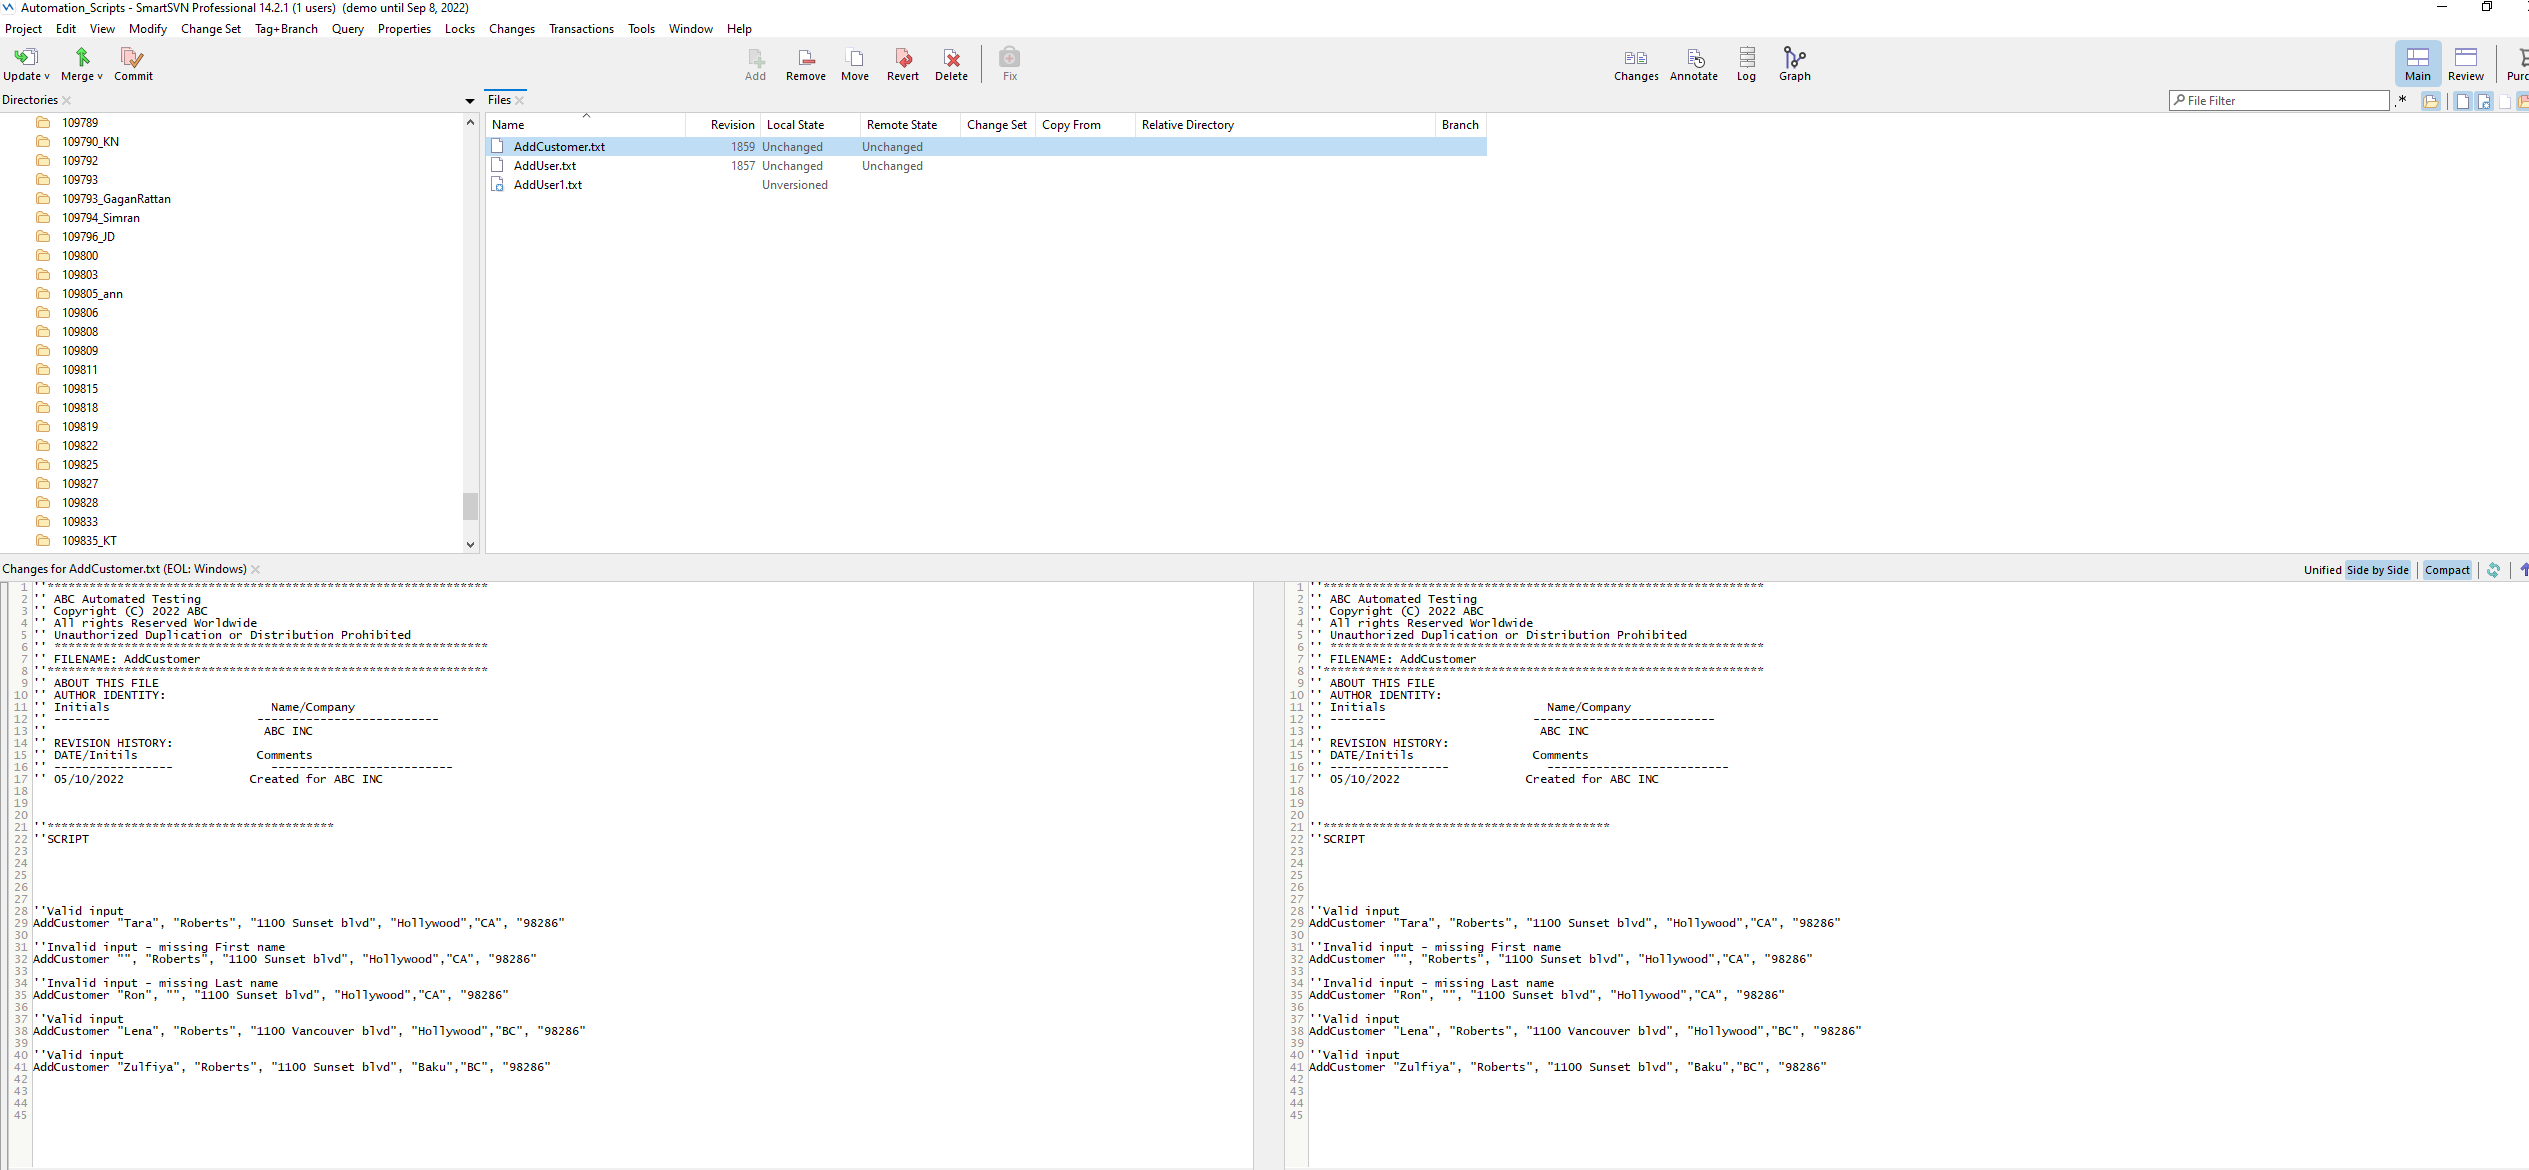 Automation_Scripts - SmartSVN Professional 14.2.1 (1 users)  (demo until Sep 8, 2022)
Project Edit View Modify Change Set Tag+Branch Query Properties Locks Changes Transactions Tools Window Help
Update Merge Commit Add Remove Move Revert Delete Fix Changes Annotate Log Graph Main Review
Directories
109789
109790_KN
109792
109793
109793_GaganRattan
109794_Simran
109796_JD
109800
109803
109805_ann
109806
109808
109809
109811
109815
109818
109819
109822
109825
109827
109828
109833
109835_KT
Files
File Filter .*
Name Revision Local State Remote State Change Set Copy From Relative Directory Branch
AddCustomer.txt 1859 Unchanged Unchanged
AddUser.txt 1857 Unchanged Unchanged
AddUser1.txt Unversioned
Changes for AddCustomer.txt (EOL: Windows)
Unified Side by Side Compact
1 ''***************************************************************
2 '' ABC Automated Testing
3 '' Copyright (C) 2022 ABC
4 '' All rights Reserved Worldwide
5 '' Unauthorized Duplication or Distribution Prohibited
6 '' **************************************************************
7 '' FILENAME: AddCustomer
8 ''***************************************************************
9 '' ABOUT THIS FILE
10 '' AUTHOR IDENTITY:
11 '' Initials Name/Company
12 '' -------- --------------------------
13 '' ABC INC
14 '' REVISION HISTORY:
15 '' DATE/Initils Comments
16 '' ----------------- --------------------------
17 '' 05/10/2022 Created for ABC INC
18
19
20
21 ''*****************************************
22 ''SCRIPT
23
24
25
26
27
28 ''Valid input
29 AddCustomer "Tara", "Roberts", "1100 Sunset blvd", "Hollywood","CA", "98286"
30
31 ''Invalid input - missing First name
32 AddCustomer "", "Roberts", "1100 Sunset blvd", "Hollywood","CA", "98286"
33
34 ''Invalid input - missing Last name
35 AddCustomer "Ron", "", "1100 Sunset blvd", "Hollywood","CA", "98286"
36
37 ''Valid input
38 AddCustomer "Lena", "Roberts", "1100 Vancouver blvd", "Hollywood","BC", "98286"
39
40 ''Valid input
41 AddCustomer "Zulfiya", "Roberts", "1100 Sunset blvd", "Baku","BC", "98286"
42
43
44
45
1 ''***************************************************************
2 '' ABC Automated Testing
3 '' Copyright (C) 2022 ABC
4 '' All rights Reserved Worldwide
5 '' Unauthorized Duplication or Distribution Prohibited
6 '' **************************************************************
7 '' FILENAME: AddCustomer
8 ''***************************************************************
9 '' ABOUT THIS FILE
10 '' AUTHOR IDENTITY:
11 '' Initials Name/Company
12 '' -------- --------------------------
13 '' ABC INC
14 '' REVISION HISTORY:
15 '' DATE/Initils Comments
16 '' ----------------- --------------------------
17 '' 05/10/2022 Created for ABC INC
18
19
20
21 ''*****************************************
22 ''SCRIPT
23
24
25
26
27
28 ''Valid input
29 AddCustomer "Tara", "Roberts", "1100 Sunset blvd", "Hollywood","CA", "98286"
30
31 ''Invalid input - missing First name
32 AddCustomer "", "Roberts", "1100 Sunset blvd", "Hollywood","CA", "98286"
33
34 ''Invalid input - missing Last name
35 AddCustomer "Ron", "", "1100 Sunset blvd", "Hollywood","CA", "98286"
36
37 ''Valid input
38 AddCustomer "Lena", "Roberts", "1100 Vancouver blvd", "Hollywood","BC", "98286"
39
40 ''Valid input
41 AddCustomer "Zulfiya", "Roberts", "1100 Sunset blvd", "Baku","BC", "98286"
42
43
44
45